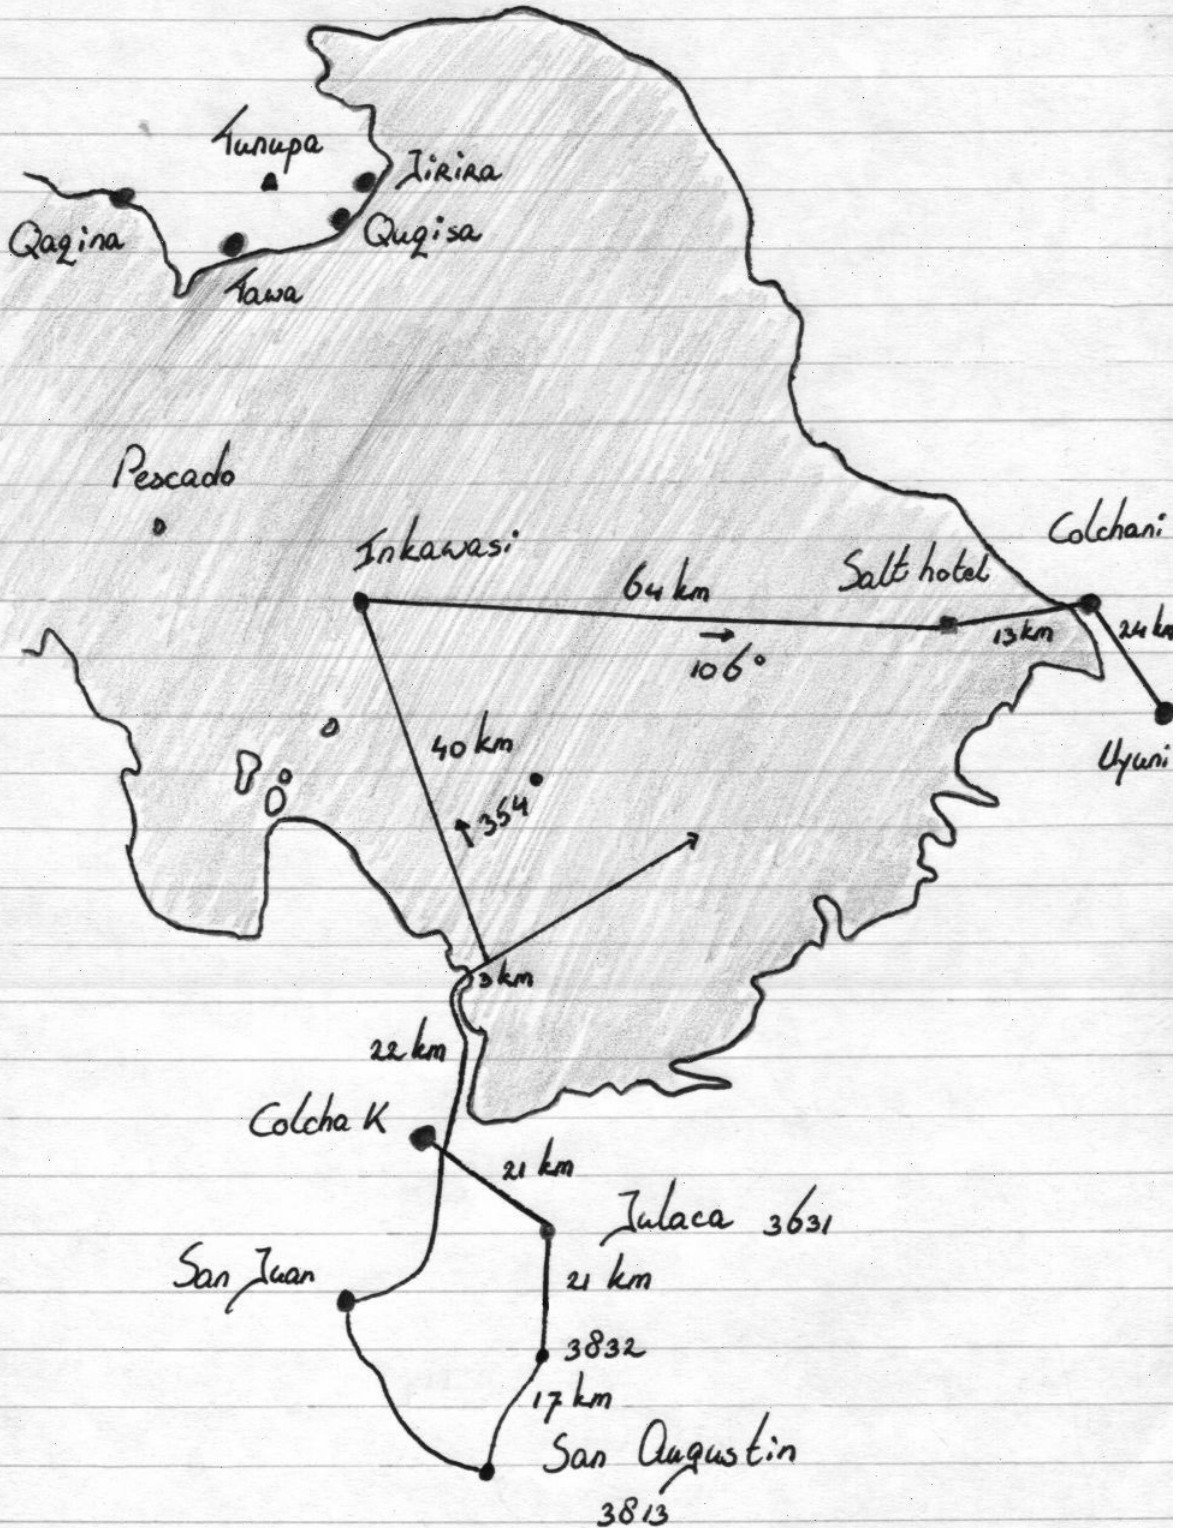 Tunupa
Jirira
Qaqina
Quqisa
Tawa
Pescado
Inkawasi
Colchani
Salt hotel
64 km
13 km
24 km
→
106°
40 km
Uyuni
354
3 km
22 km
Colcha K
21 km
Julaca 3631
San Juan
21 km
3832
17 km
San Augustin
3813